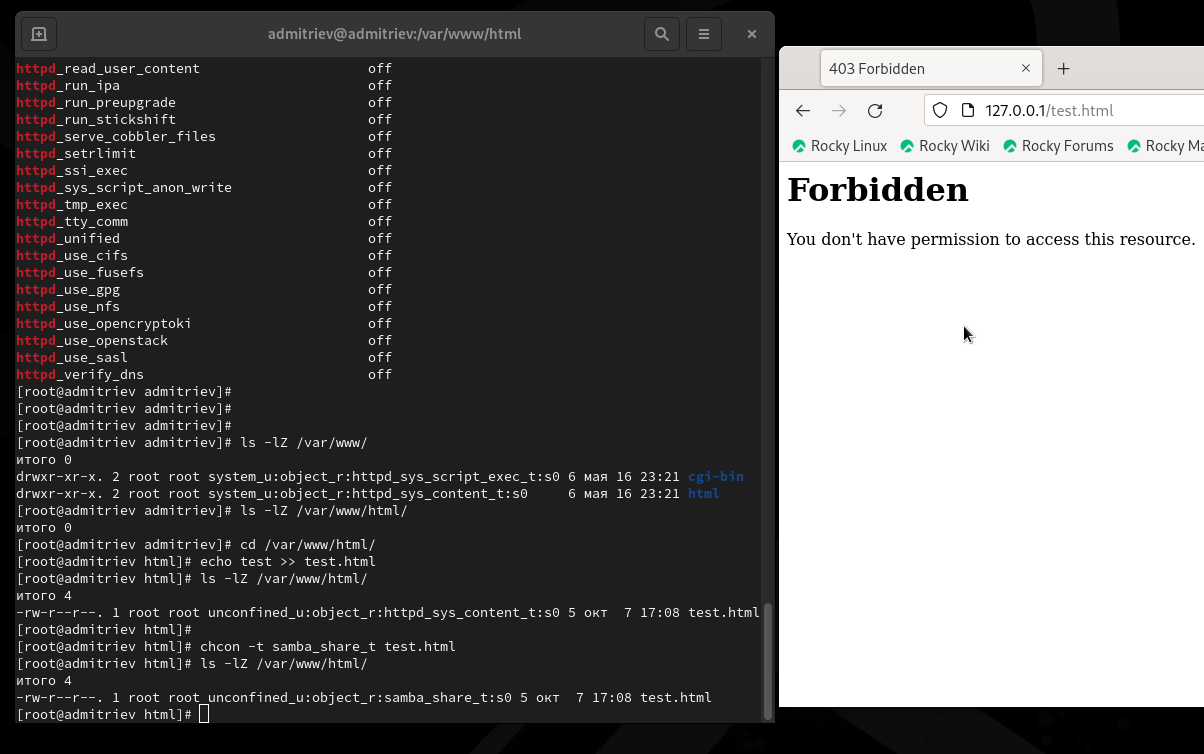 admitriev@admitriev:/var/www/html
httpd_read_user_content off
httpd_run_ipa off
httpd_run_preupgrade off
httpd_run_stickshift off
httpd_serve_cobbler_files off
httpd_setrlimit off
httpd_ssi_exec off
httpd_sys_script_anon_write off
httpd_tmp_exec off
httpd_tty_comm off
httpd_unified off
httpd_use_cifs off
httpd_use_fusefs off
httpd_use_gpg off
httpd_use_nfs off
httpd_use_opencryptoki off
httpd_use_openstack off
httpd_use_sasl off
httpd_verify_dns off
[root@admitriev admitriev]#
[root@admitriev admitriev]#
[root@admitriev admitriev]#
[root@admitriev admitriev]# ls -lZ /var/www/
итого 0
drwxr-xr-x. 2 root root system_u:object_r:httpd_sys_script_exec_t:s0 6 мая 16 23:21 cgi-bin
drwxr-xr-x. 2 root root system_u:object_r:httpd_sys_content_t:s0 6 мая 16 23:21 html
[root@admitriev admitriev]# ls -lZ /var/www/html/
итого 0
[root@admitriev admitriev]# cd /var/www/html/
[root@admitriev html]# echo test >> test.html
[root@admitriev html]# ls -lZ /var/www/html/
итого 4
-rw-r--r--. 1 root root unconfined_u:object_r:httpd_sys_content_t:s0 5 окт 7 17:08 test.html
[root@admitriev html]#
[root@admitriev html]# chcon -t samba_share_t test.html
[root@admitriev html]# ls -lZ /var/www/html/
итого 4
-rw-r--r--. 1 root root unconfined_u:object_r:samba_share_t:s0 5 окт 7 17:08 test.html
[root@admitriev html]#
403 Forbidden
127.0.0.1/test.html
Rocky Linux Rocky Wiki Rocky Forums Rocky Ma
Forbidden
You don't have permission to access this resource.